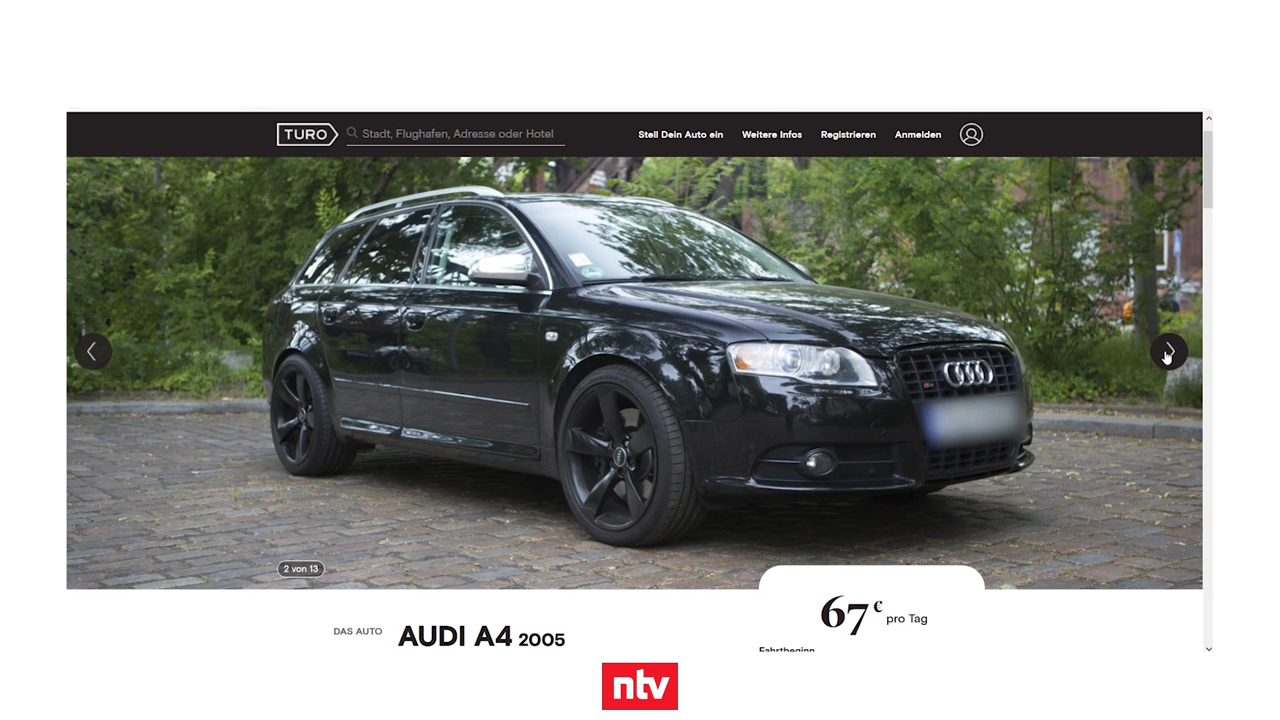 TURO
Stadt, Flughafen, Adresse oder Hotel
Stell Dein Auto ein
Weitere Infos
Registrieren
Anmelden
2 von 13
67 € pro Tag
DAS AUTO
AUDI A4 2005
Fahrtbeginn
ntv